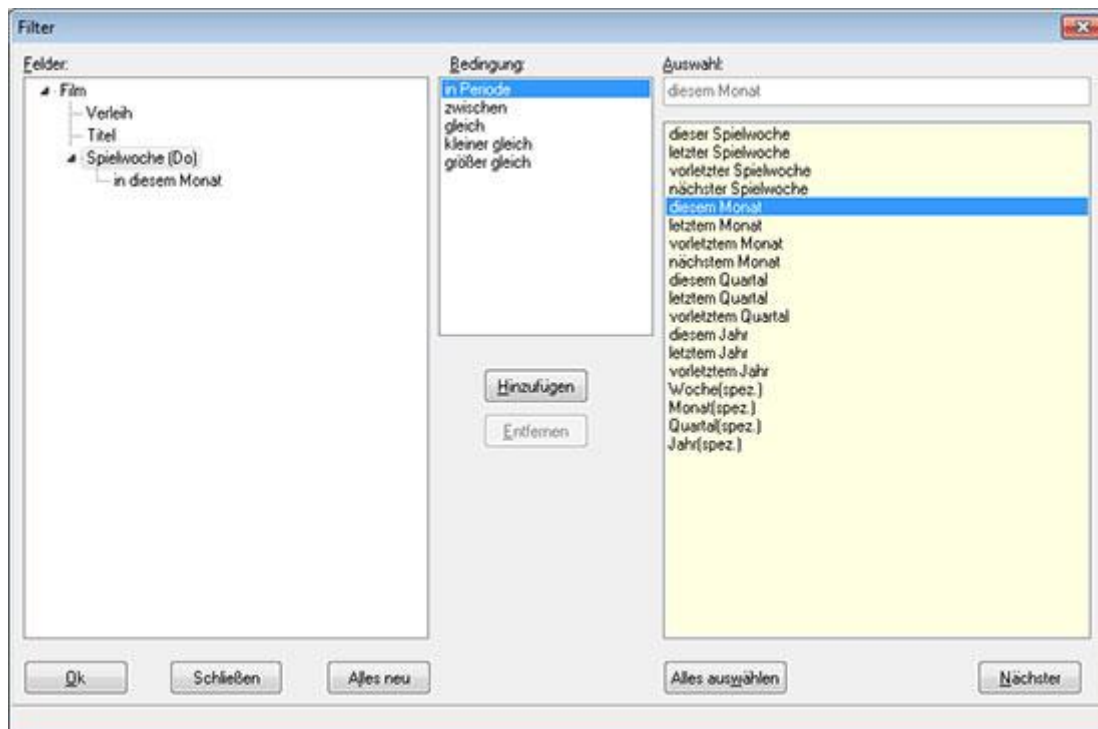 Filter
Felder:
Film
Verleih
Titel
Spielwoche (Do)
in diesem Monat
Bedingung:
in Periode
zwischen
gleich
kleiner gleich
größer gleich
Hinzufügen
Entfernen
Auswahl:
diesem Monat
dieser Spielwoche
letzter Spielwoche
vorletzter Spielwoche
nächster Spielwoche
diesem Monat
letztem Monat
vorletztem Monat
nächstem Monat
diesem Quartal
letztem Quartal
vorletztem Quartal
diesem Jahr
letztem Jahr
vorletztem Jahr
Woche(spez.)
Monat(spez.)
Quartal(spez.)
Jahr(spez.)
Ok Schließen Alles neu Alles auswählen Nächster